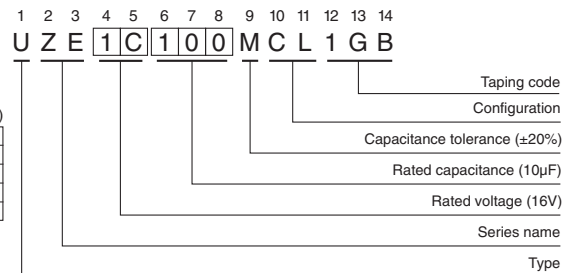 1 2 3 4 5 6 7 8 9 10 11 12 13 14
U Z E 1 C 1 0 0 M C L 1 G B
)
Taping code
Configuration
Capacitance tolerance (±20%)
Rated capacitance (10µF)
Rated voltage (16V)
Series name
Type